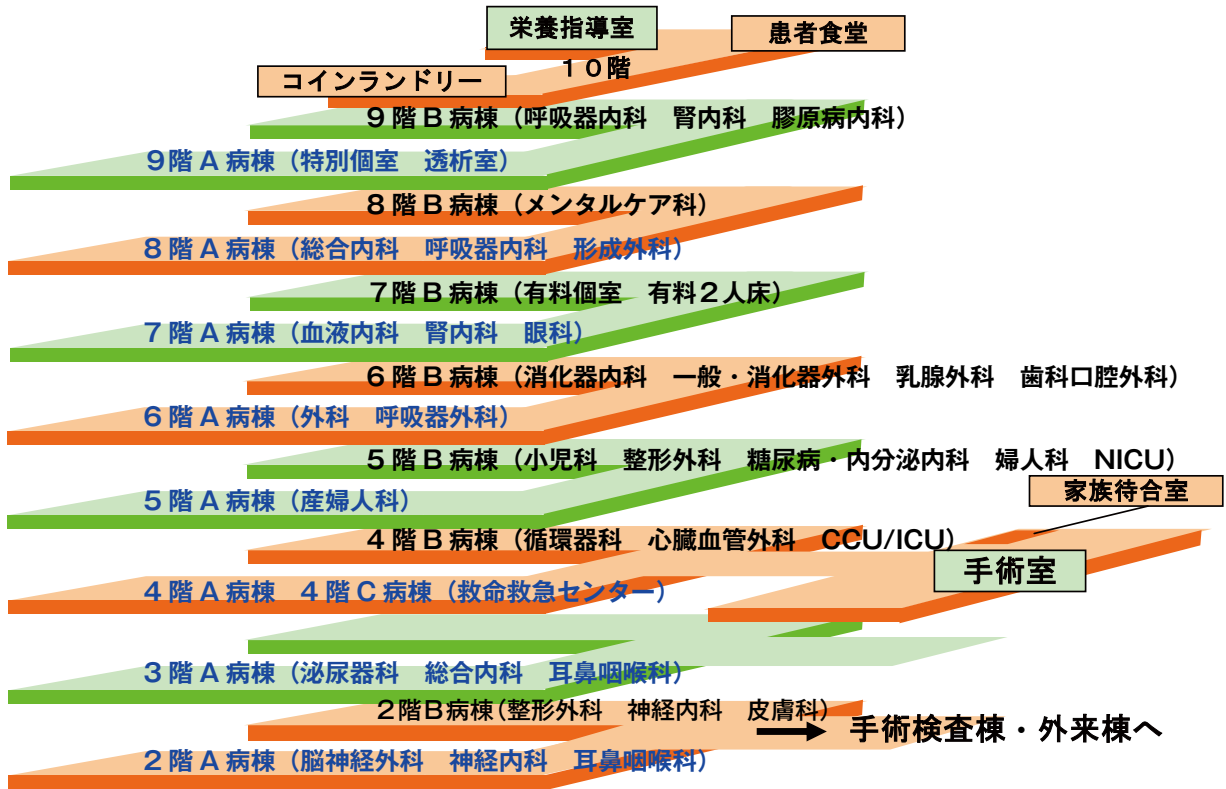 栄養指導室
患者食堂
10階
コインランドリー
9階B病棟（呼吸器内科　腎内科　膠原病内科）
9階A病棟（特別個室　透析室）
8階B病棟（メンタルケア科）
8階A病棟（総合内科　呼吸器内科　形成外科）
7階B病棟（有料個室　有料2人床）
7階A病棟（血液内科　腎内科　眼科）
6階B病棟（消化器内科　一般・消化器外科　乳腺外科　歯科口腔外科）
6階A病棟（外科　呼吸器外科）
5階B病棟（小児科　整形外科　糖尿病・内分泌内科　婦人科　NICU）
家族待合室
5階A病棟（産婦人科）
4階B病棟（循環器科　心臓血管外科　CCU/ICU）
手術室
4階A病棟　4階C病棟（救命救急センター）
3階A病棟（泌尿器科　総合内科　耳鼻咽喉科）
2階B病棟（整形外科　神経内科　皮膚科）
→ 手術検査棟・外来棟へ
2階A病棟（脳神経外科　神経内科　耳鼻咽喉科）